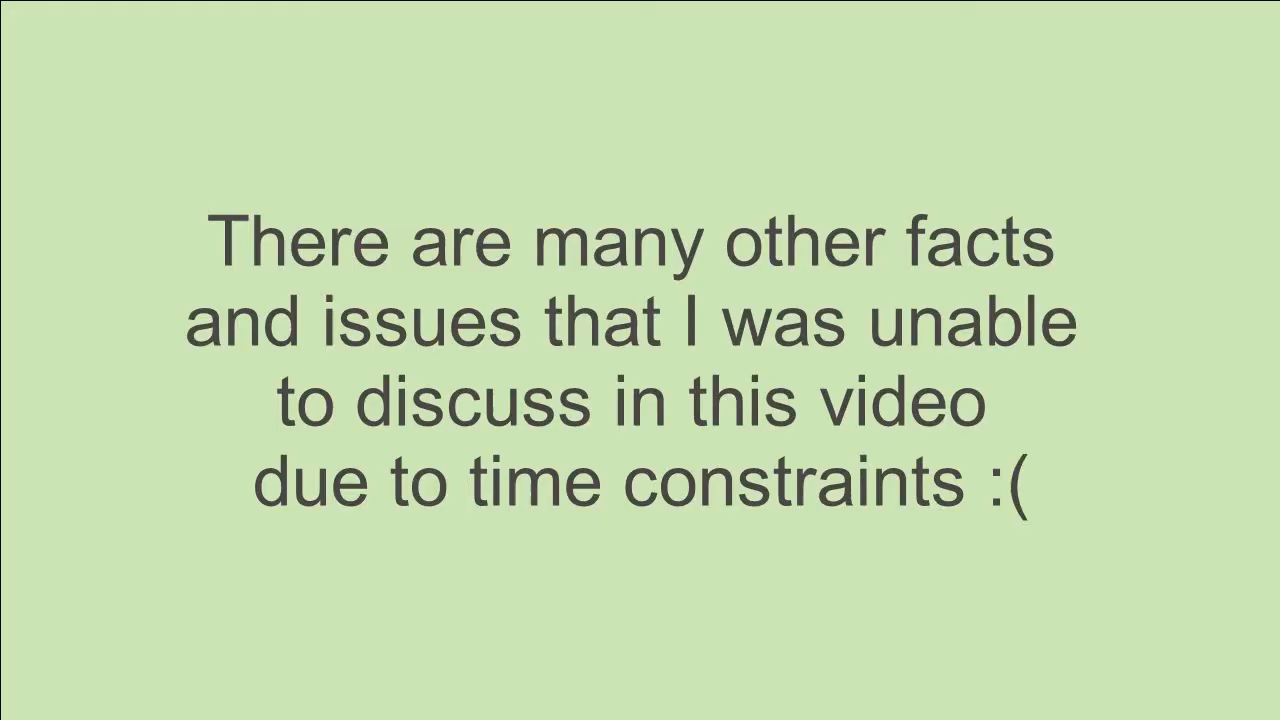 There are many other facts
and issues that I was unable
to discuss in this video
due to time constraints :(